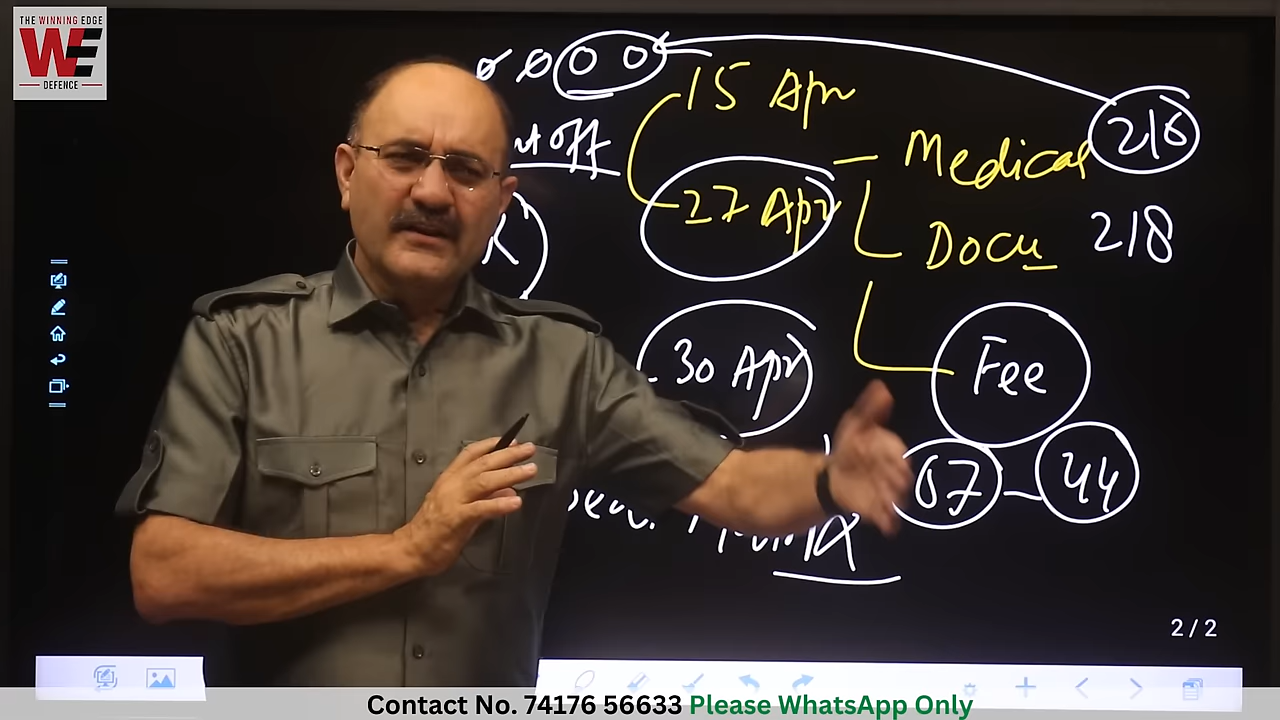 THE WINNING EDGE
WE
DEFENCE
15 Apr
27 Apr
30 Apr
Medical 216
Docu 218
Fee
07 - 44
2/2
Contact No. 74176 56633 Please WhatsApp Only